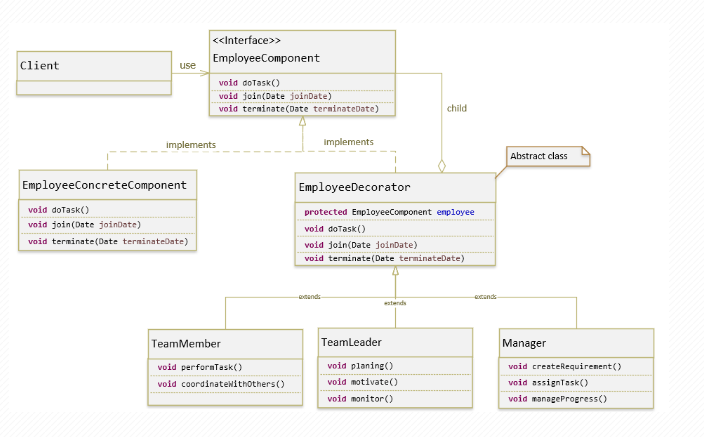 <<Interface>>
EmployeeComponent
Client
use
void doTask()
void join(Date joinDate)
void terminate(Date terminateDate)
child
implements
implements
Abstract class
EmployeeConcreteComponent
void doTask()
void join(Date joinDate)
void terminate(Date terminateDate)
EmployeeDecorator
protected EmployeeComponent employee
void doTask()
void join(Date joinDate)
void terminate(Date terminateDate)
extends
extends
extends
TeamMember
void performTask()
void coordinateWithOthers()
TeamLeader
void planing()
void motivate()
void monitor()
Manager
void createRequirement()
void assignTask()
void manageProgress()